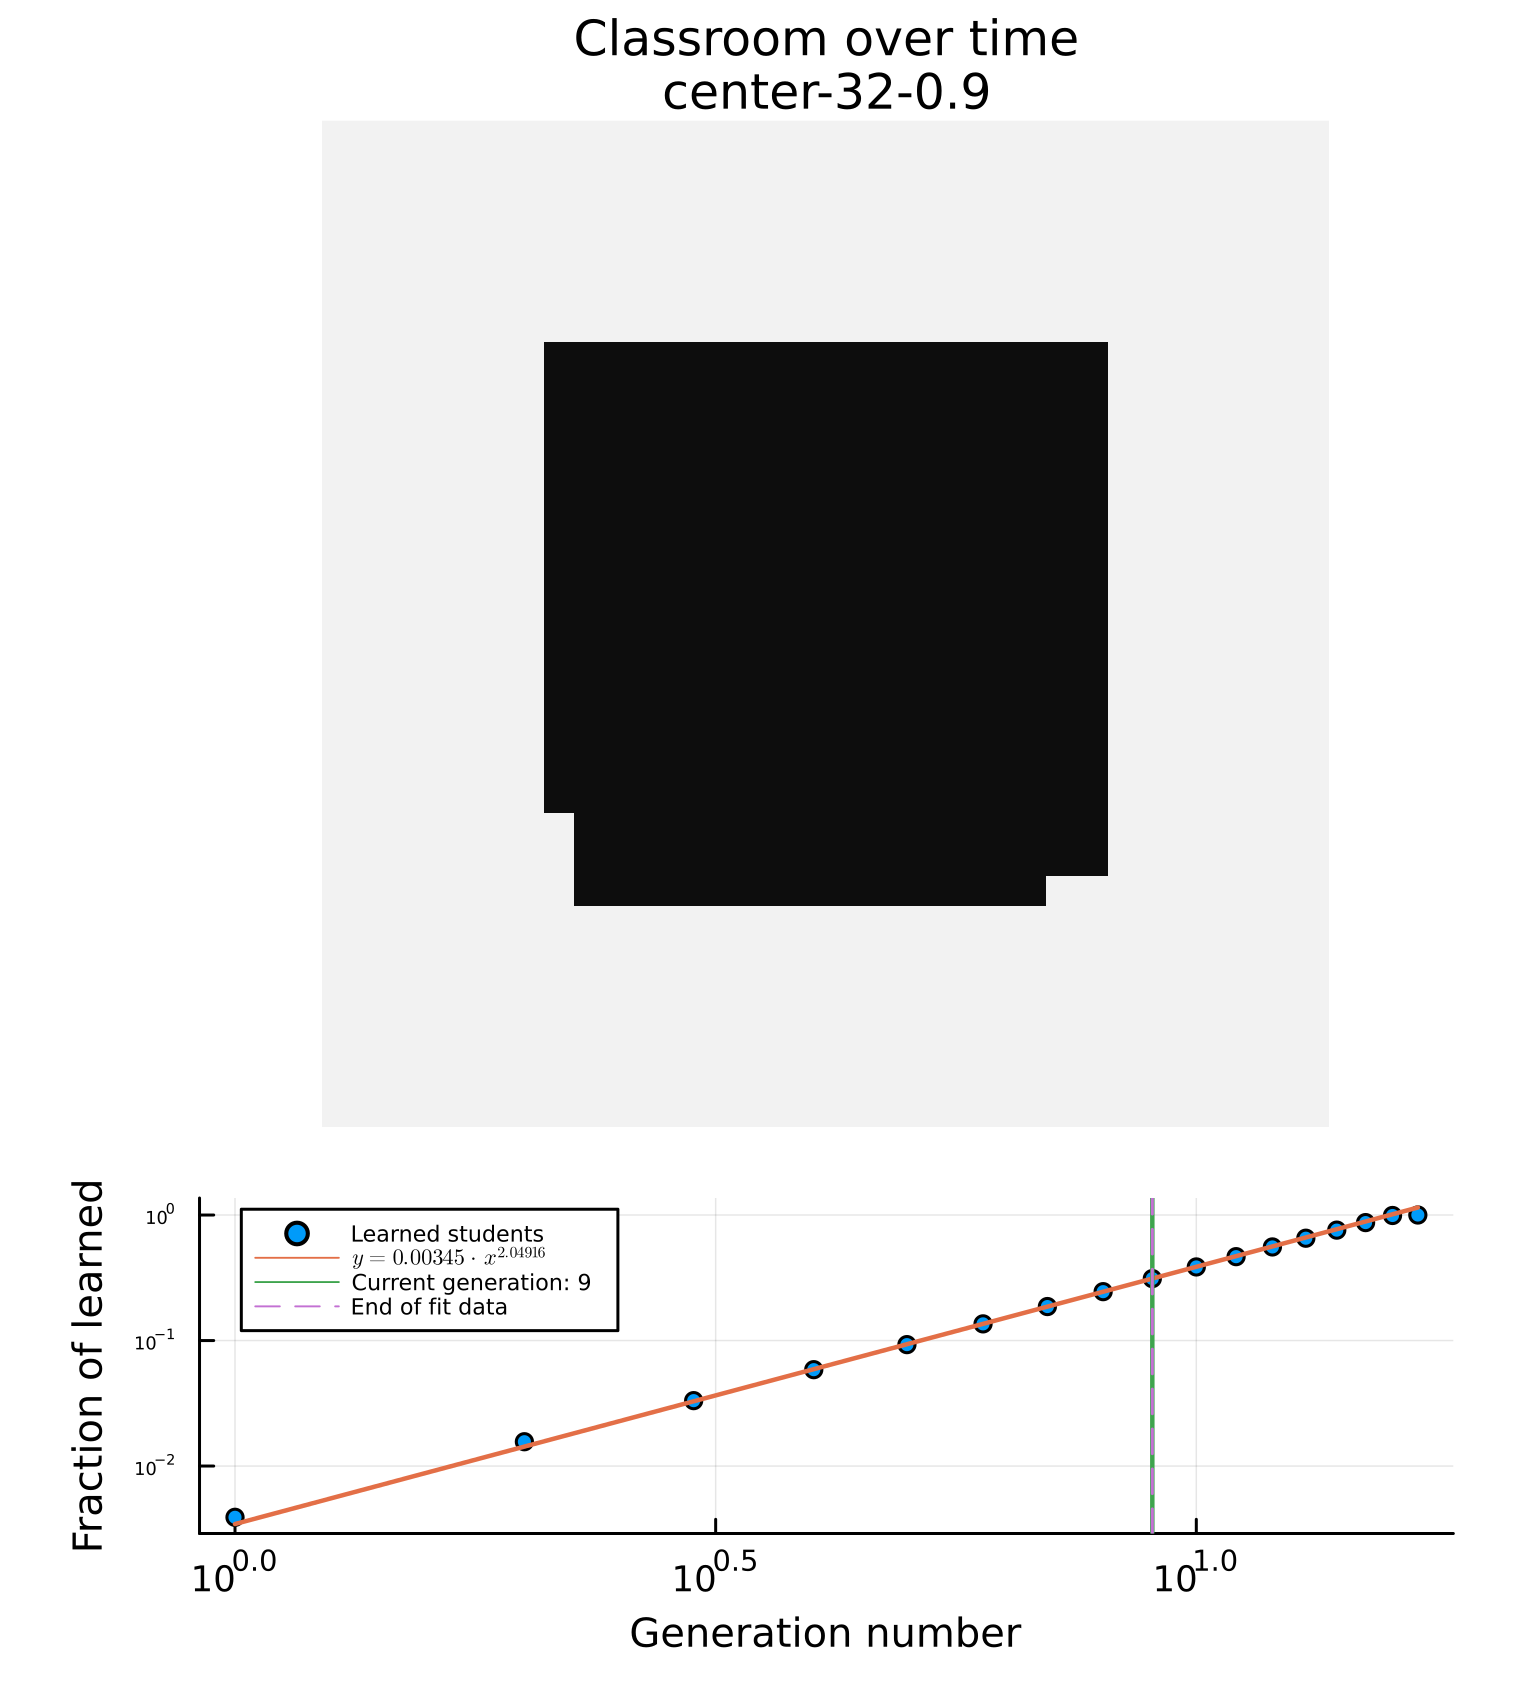 Classroom over time
center-32-0.9
Fraction of learned
10⁰
10⁻¹
10⁻²
Learned students
y = 0.00345 · x^2.04916
Current generation: 9
End of fit data
10^0.0
10^0.5
10^1.0
Generation number